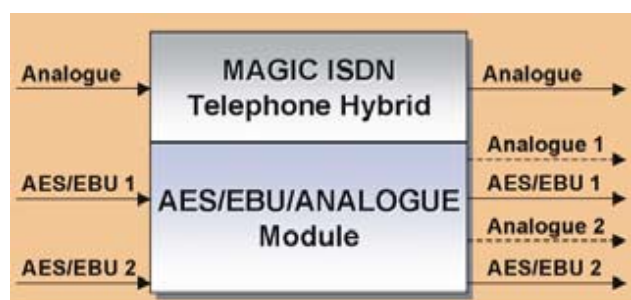 Analogue
MAGIC ISDN
Telephone Hybrid
Analogue
Analogue 1
AES/EBU 1
AES/EBU/ANALOGUE
Module
AES/EBU 1
Analogue 2
AES/EBU 2
AES/EBU 2